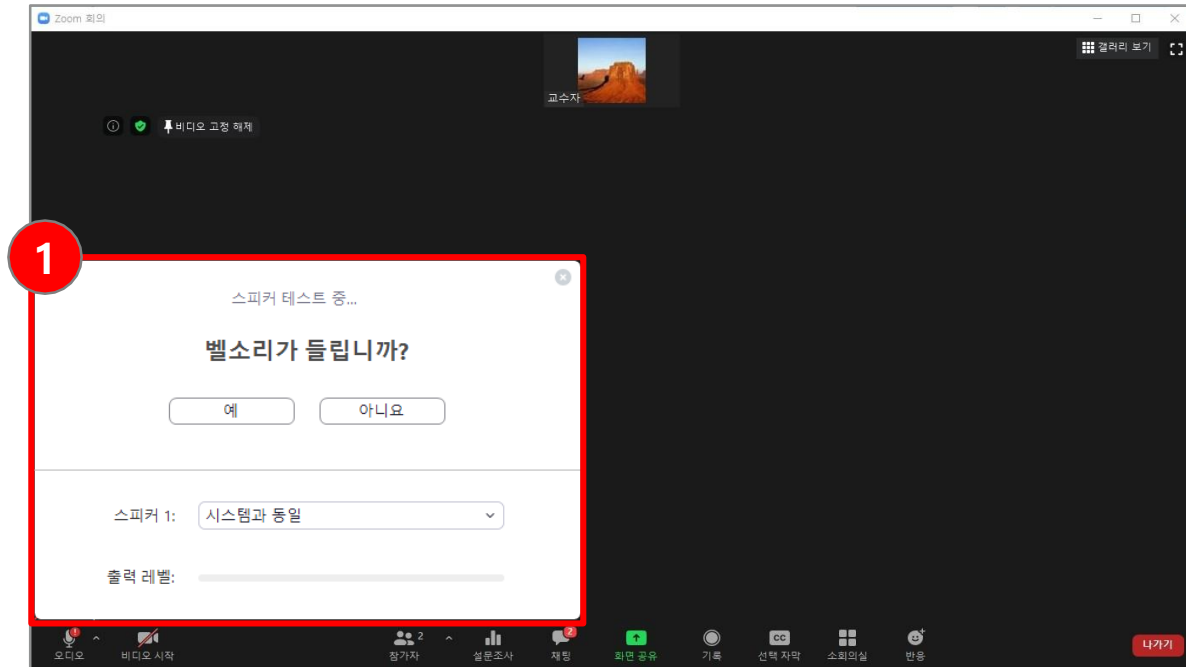 Zoom 회의
갤러리 보기
교수자
비디오 고정 해제
1
스피커 테스트 중...
벨소리가 들립니까?
예 아니요
스피커 1: 시스템과 동일
출력 레벨:
오디오 비디오 시작 참가자 2 설문조사 채팅 2 화면 공유 기록 CC 선택 자막 소회의실 반응 나가기